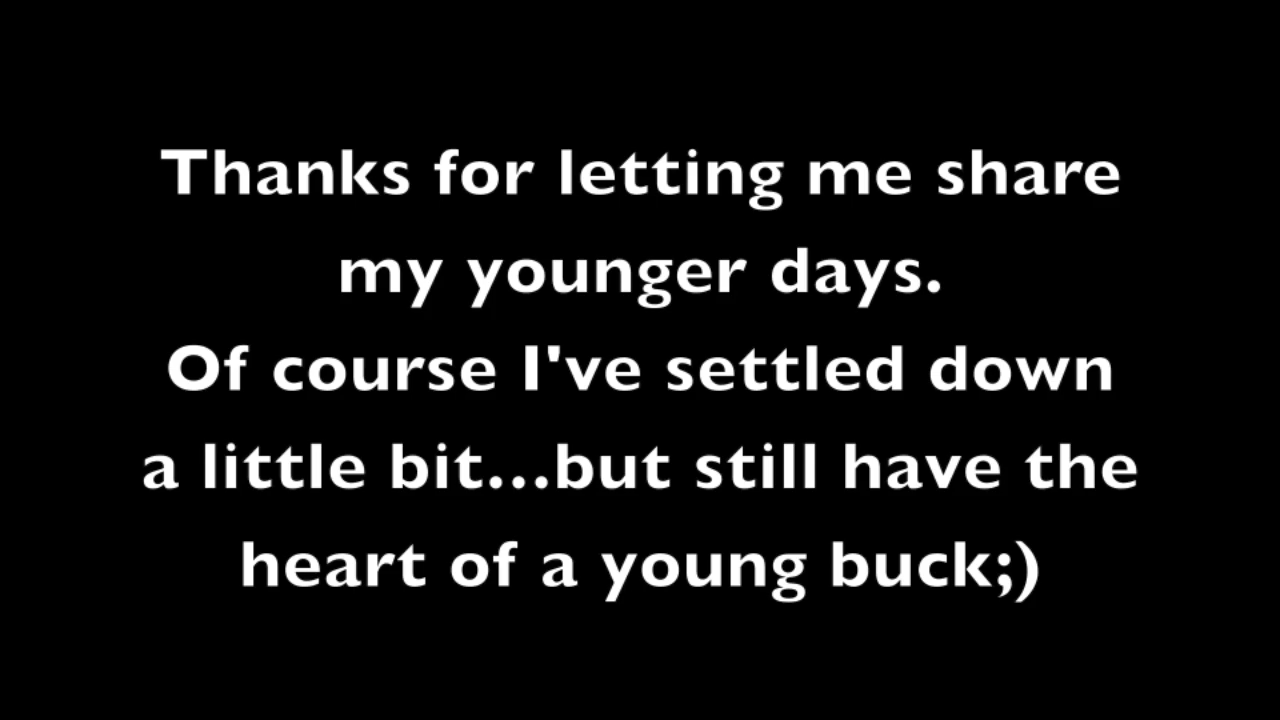 Thanks for letting me share
my younger days.
Of course I've settled down
a little bit...but still have the
heart of a young buck;)